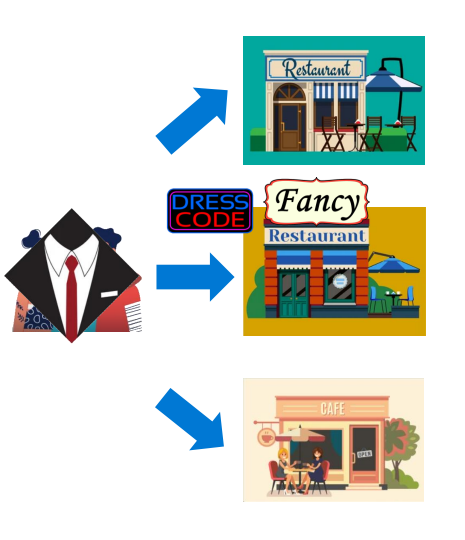 Restaurant
DRESS
CODE
Fancy
Restaurant
CAFE
OPEN